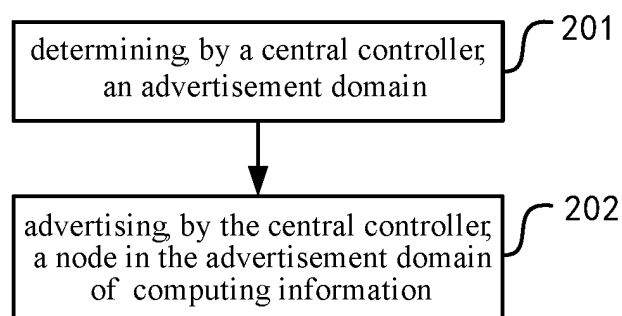 determining, by a central controller, 201
an advertisement domain
advertising, by the central controller, 202
a node in the advertisement domain
of computing information